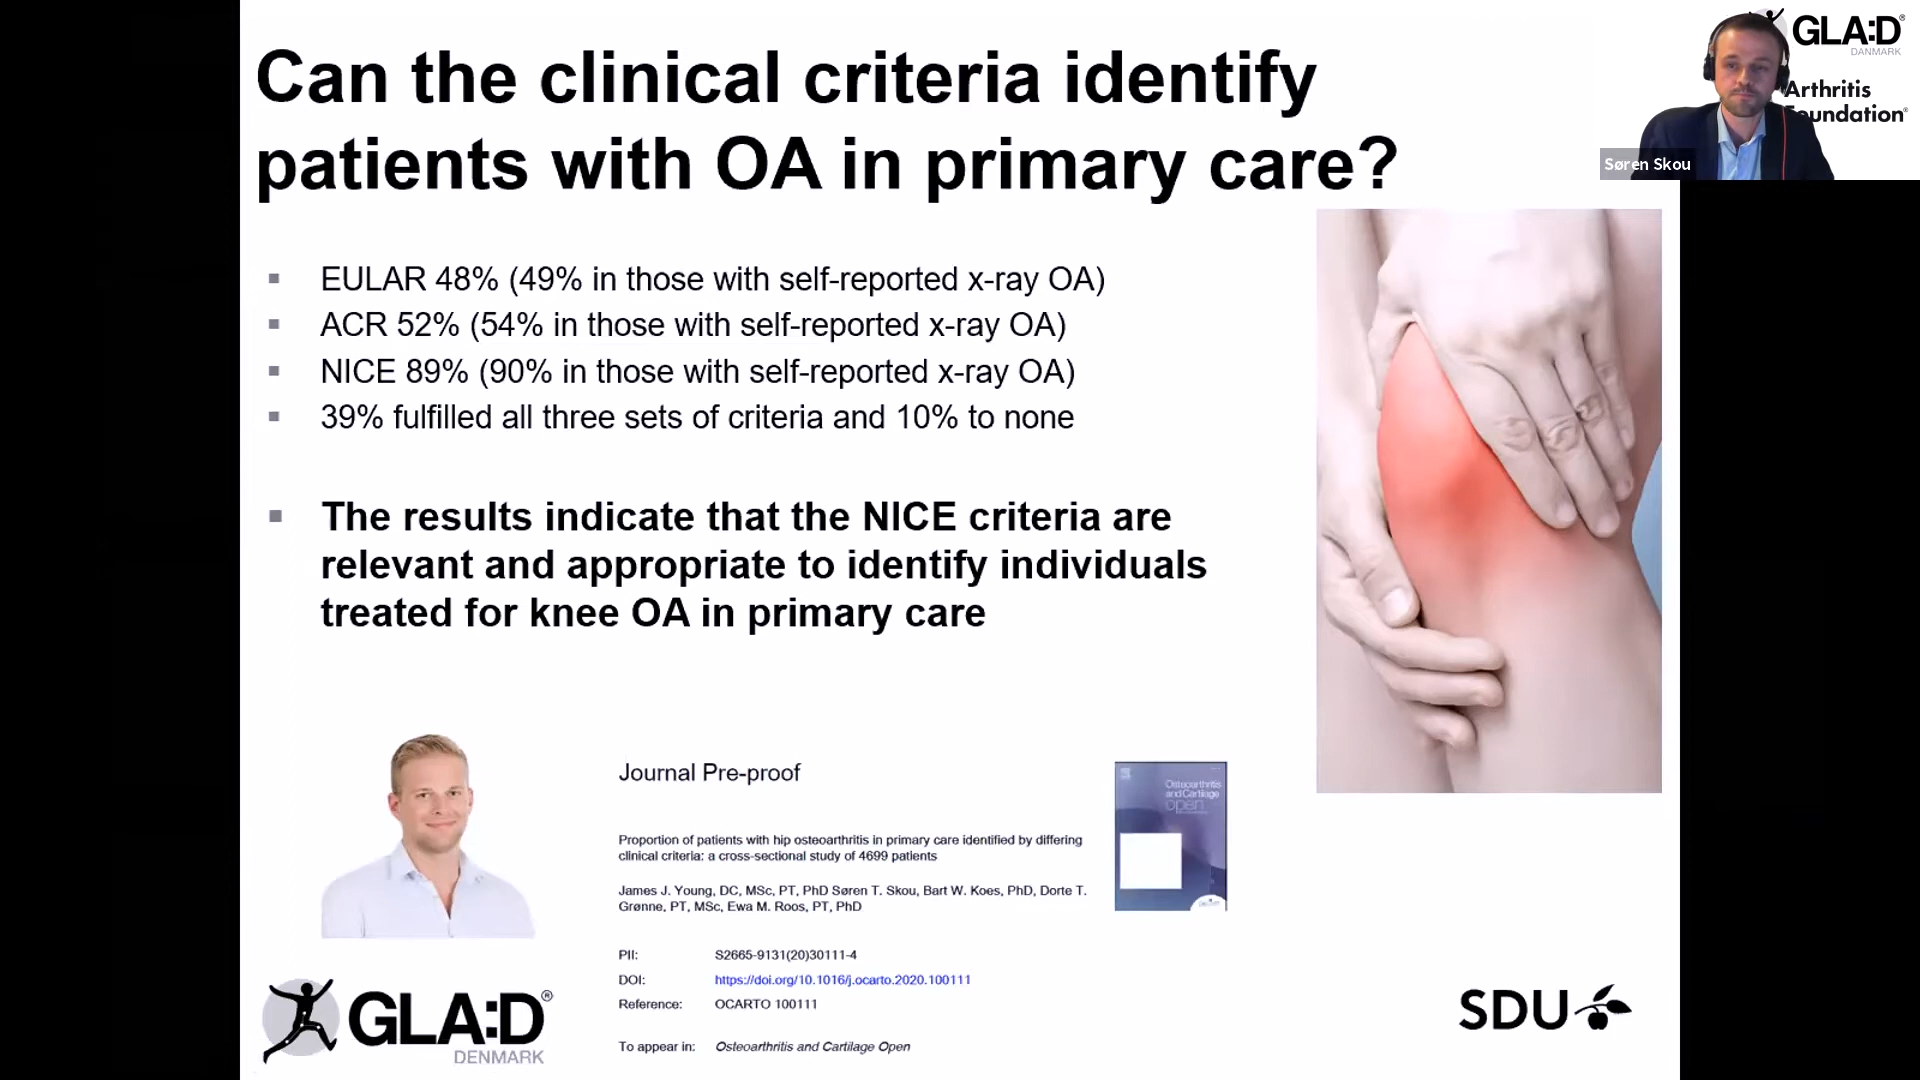 Can the clinical criteria identify
patients with OA in primary care?
GLA:D®
DANMARK
Arthritis
Foundation®
Søren Skou
▪ EULAR 48% (49% in those with self-reported x-ray OA)
▪ ACR 52% (54% in those with self-reported x-ray OA)
▪ NICE 89% (90% in those with self-reported x-ray OA)
▪ 39% fulfilled all three sets of criteria and 10% to none
▪ The results indicate that the NICE criteria are
relevant and appropriate to identify individuals
treated for knee OA in primary care
Journal Pre-proof
Proportion of patients with hip osteoarthritis in primary care identified by differing
clinical criteria: a cross-sectional study of 4699 patients
James J. Young, DC, MSc, PT, PhD Søren T. Skou, Bart W. Koes, PhD, Dorte T.
Grønne, PT, MSc, Ewa M. Roos, PT, PhD
PII: S2665-9131(20)30111-4
DOI: https://doi.org/10.1016/j.ocarto.2020.100111
Reference: OCARTO 100111
To appear in: Osteoarthritis and Cartilage Open
Osteoarthritis
and Cartilage
open
GLA:D®
DENMARK
SDU